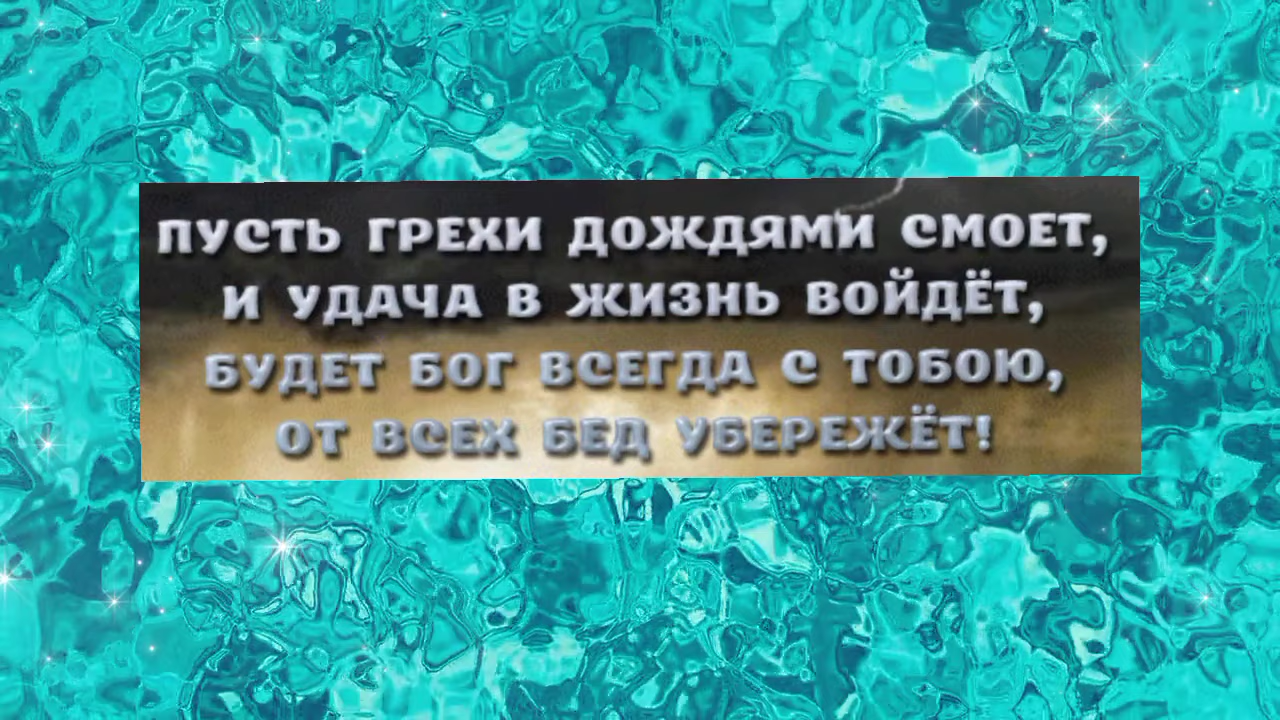 ПУСТЬ ГРЕХИ ДОЖДЯМИ СМОЕТ,
И УДАЧА В ЖИЗНЬ ВОЙДЁТ,
БУДЕТ БОГ ВСЕГДА С ТОБОЮ,
ОТ ВСЕХ БЕД УБЕРЕЖЁТ!